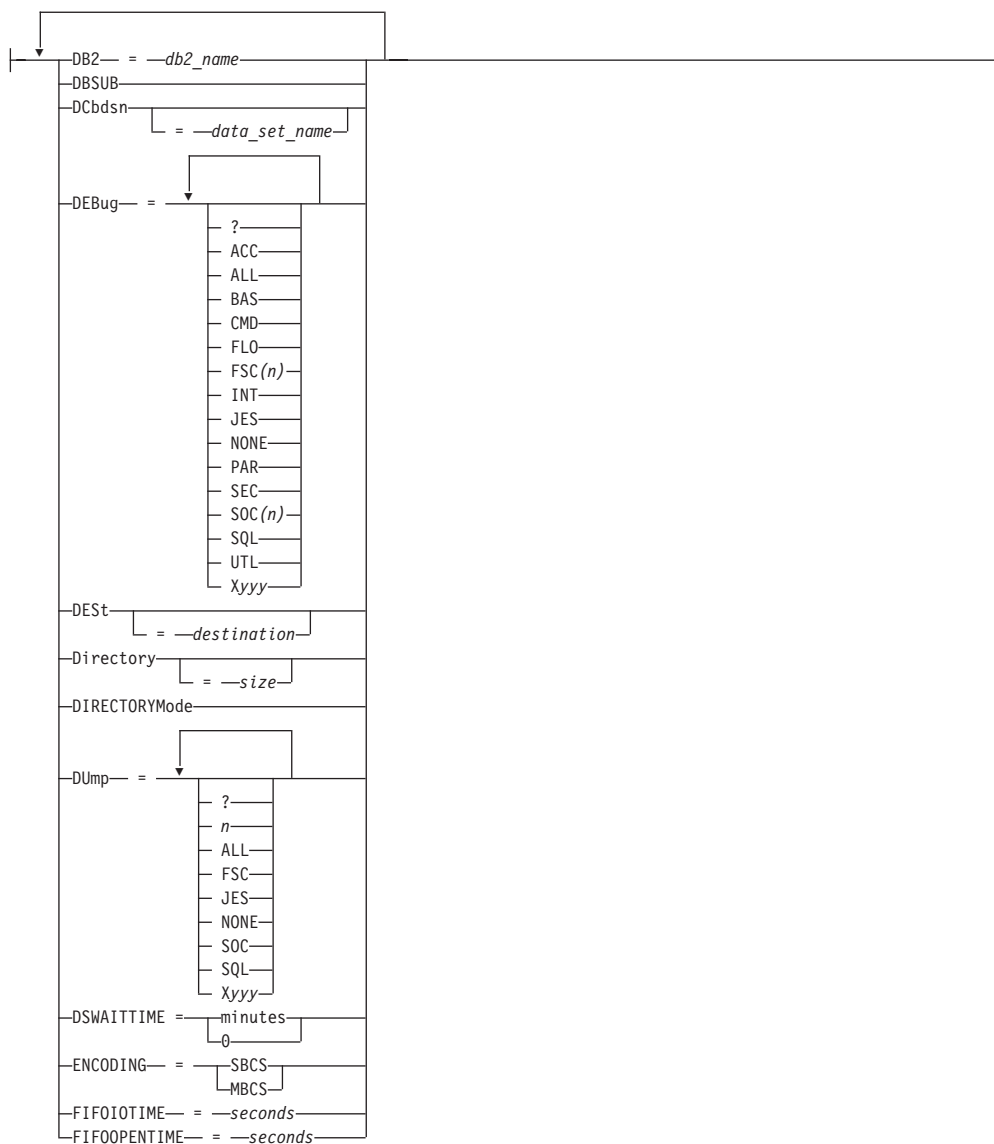 DB2 = db2_name
DBSUB
DCbdsn
= data_set_name
DEBug =
?
ACC
ALL
BAS
CMD
FLO
FSC(n)
INT
JES
NONE
PAR
SEC
SOC(n)
SQL
UTL
Xyyy
DESt
= destination
Directory
= size
DIRECTORYMode
DUmp =
?
n
ALL
FSC
JES
NONE
SOC
SQL
Xyyy
DSWAITTIME = minutes
0
ENCODING = SBCS
MBCS
FIFOIOTIME = seconds
FIFOOPENTIME = seconds